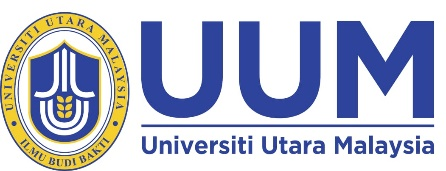 UNIVERSITI UTARA MALAYSIA
ILMU BUDI BAKTI
UUM
Universiti Utara Malaysia